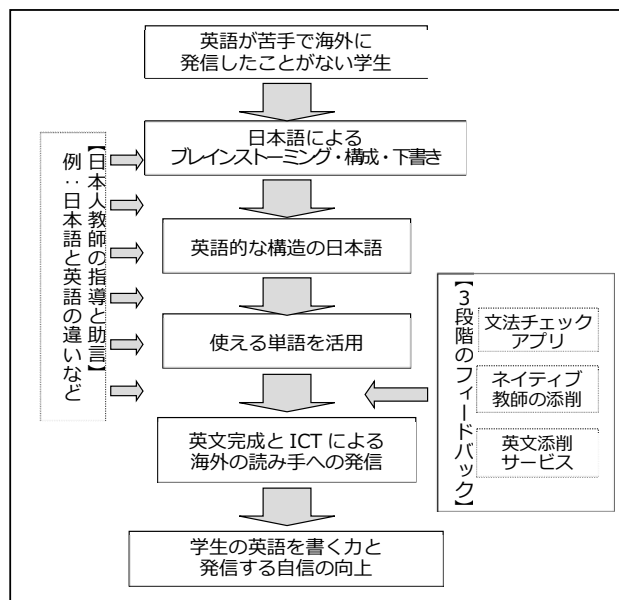 英語が苦手で海外に
発信したことがない学生
日本語による
ブレインストーミング・構成・下書き
【日本人教師の指導と助言】
例：日本語と英語の違いなど
英語的な構造の日本語
使える単語を活用
【3段階のフィードバック】
文法チェック
アプリ
ネイティブ
教師の添削
英文添削
サービス
英文完成と ICT による
海外の読み手への発信
学生の英語を書く力と
発信する自信の向上